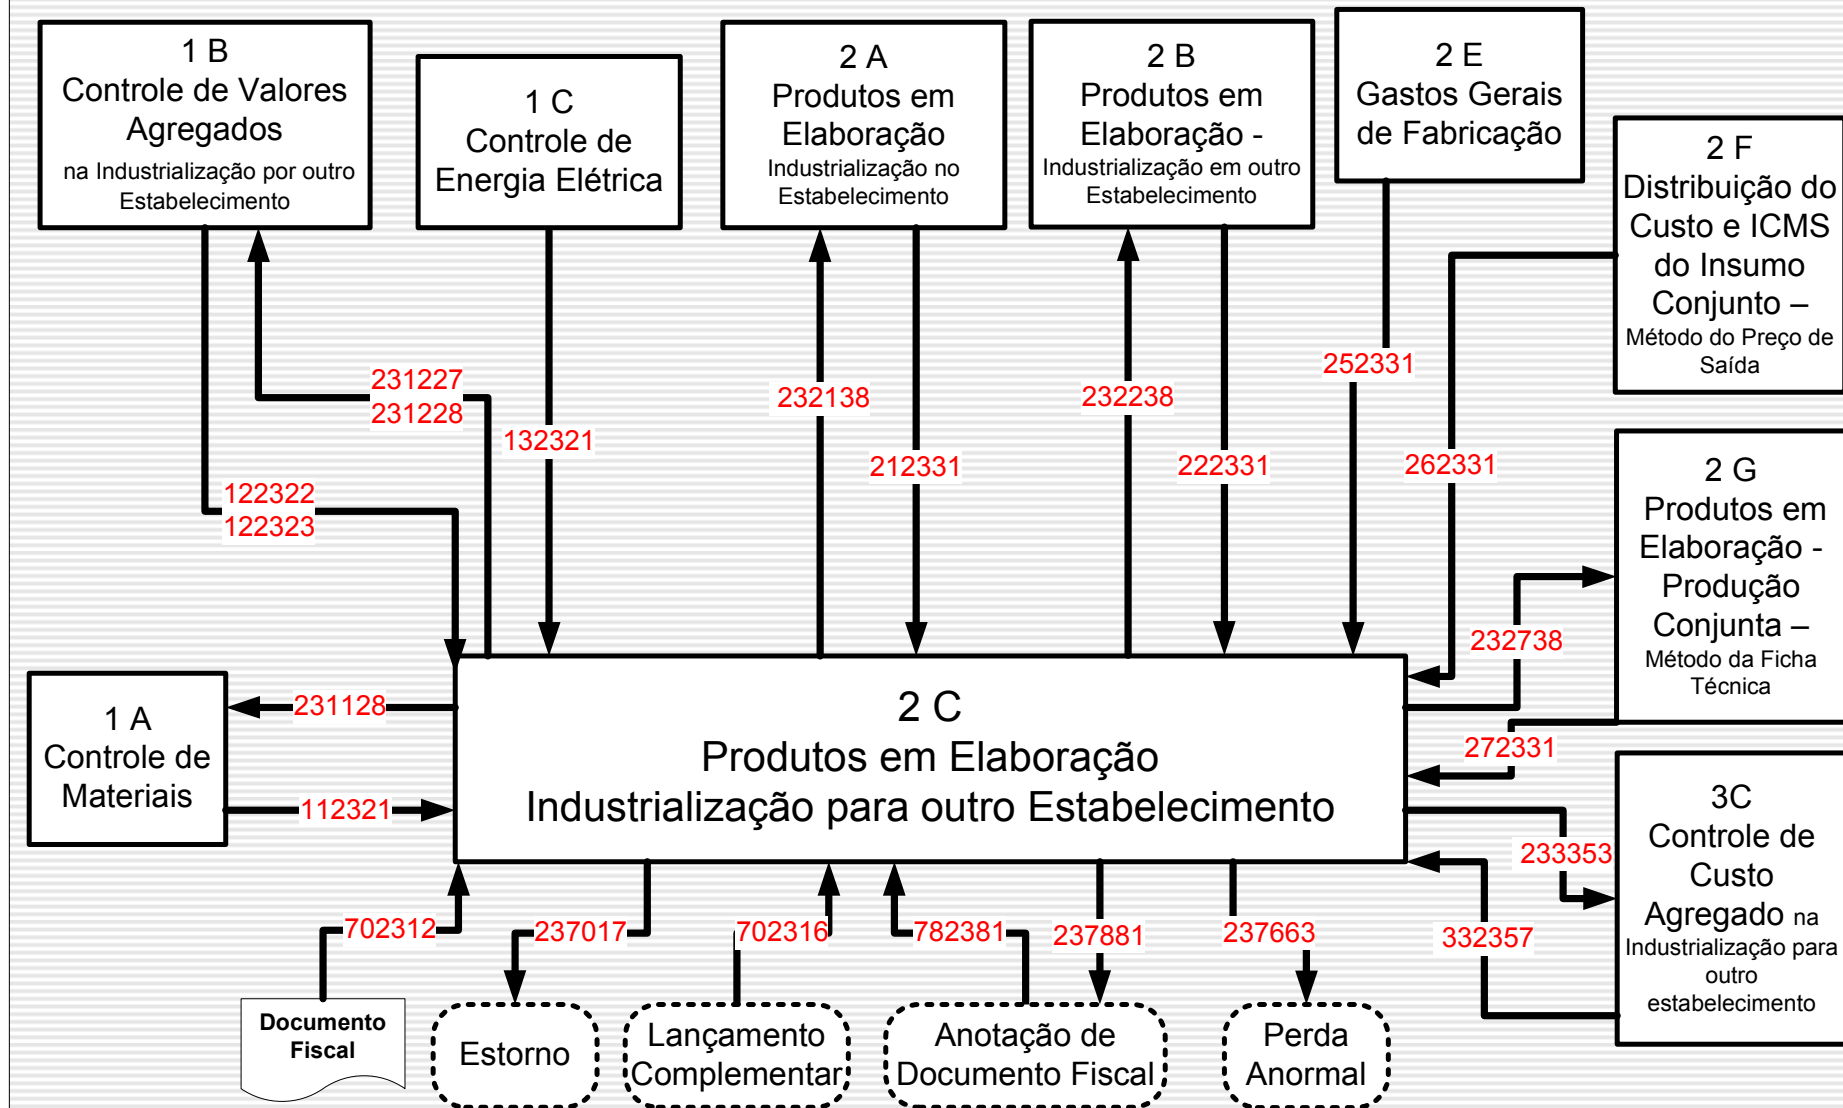 1 B
Controle de Valores
Agregados
na Industrialização por outro
Estabelecimento
1 C
Controle de
Energia Elétrica
2 A
Produtos em
Elaboração
Industrialização no
Estabelecimento
2 B
Produtos em
Elaboração -
Industrialização em outro
Estabelecimento
2 E
Gastos Gerais
de Fabricação
2 F
Distribuição do
Custo e ICMS
do Insumo
Conjunto –
Método do Preço de
Saída
231227
231228
132321
232138
212331
232238
222331
252331
262331
122322
122323
2 G
Produtos em
Elaboração -
Produção
Conjunta –
Método da Ficha
Técnica
232738
272331
1 A
Controle de
Materiais
231128
112321
2 C
Produtos em Elaboração
Industrialização para outro Estabelecimento
3C
Controle de
Custo
Agregado na
Industrialização para
outro
estabelecimento
233353
332357
702312
237017
702316
782381
237881
237663
Documento
Fiscal
Estorno
Lançamento
Complementar
Anotação de
Documento Fiscal
Perda
Anormal